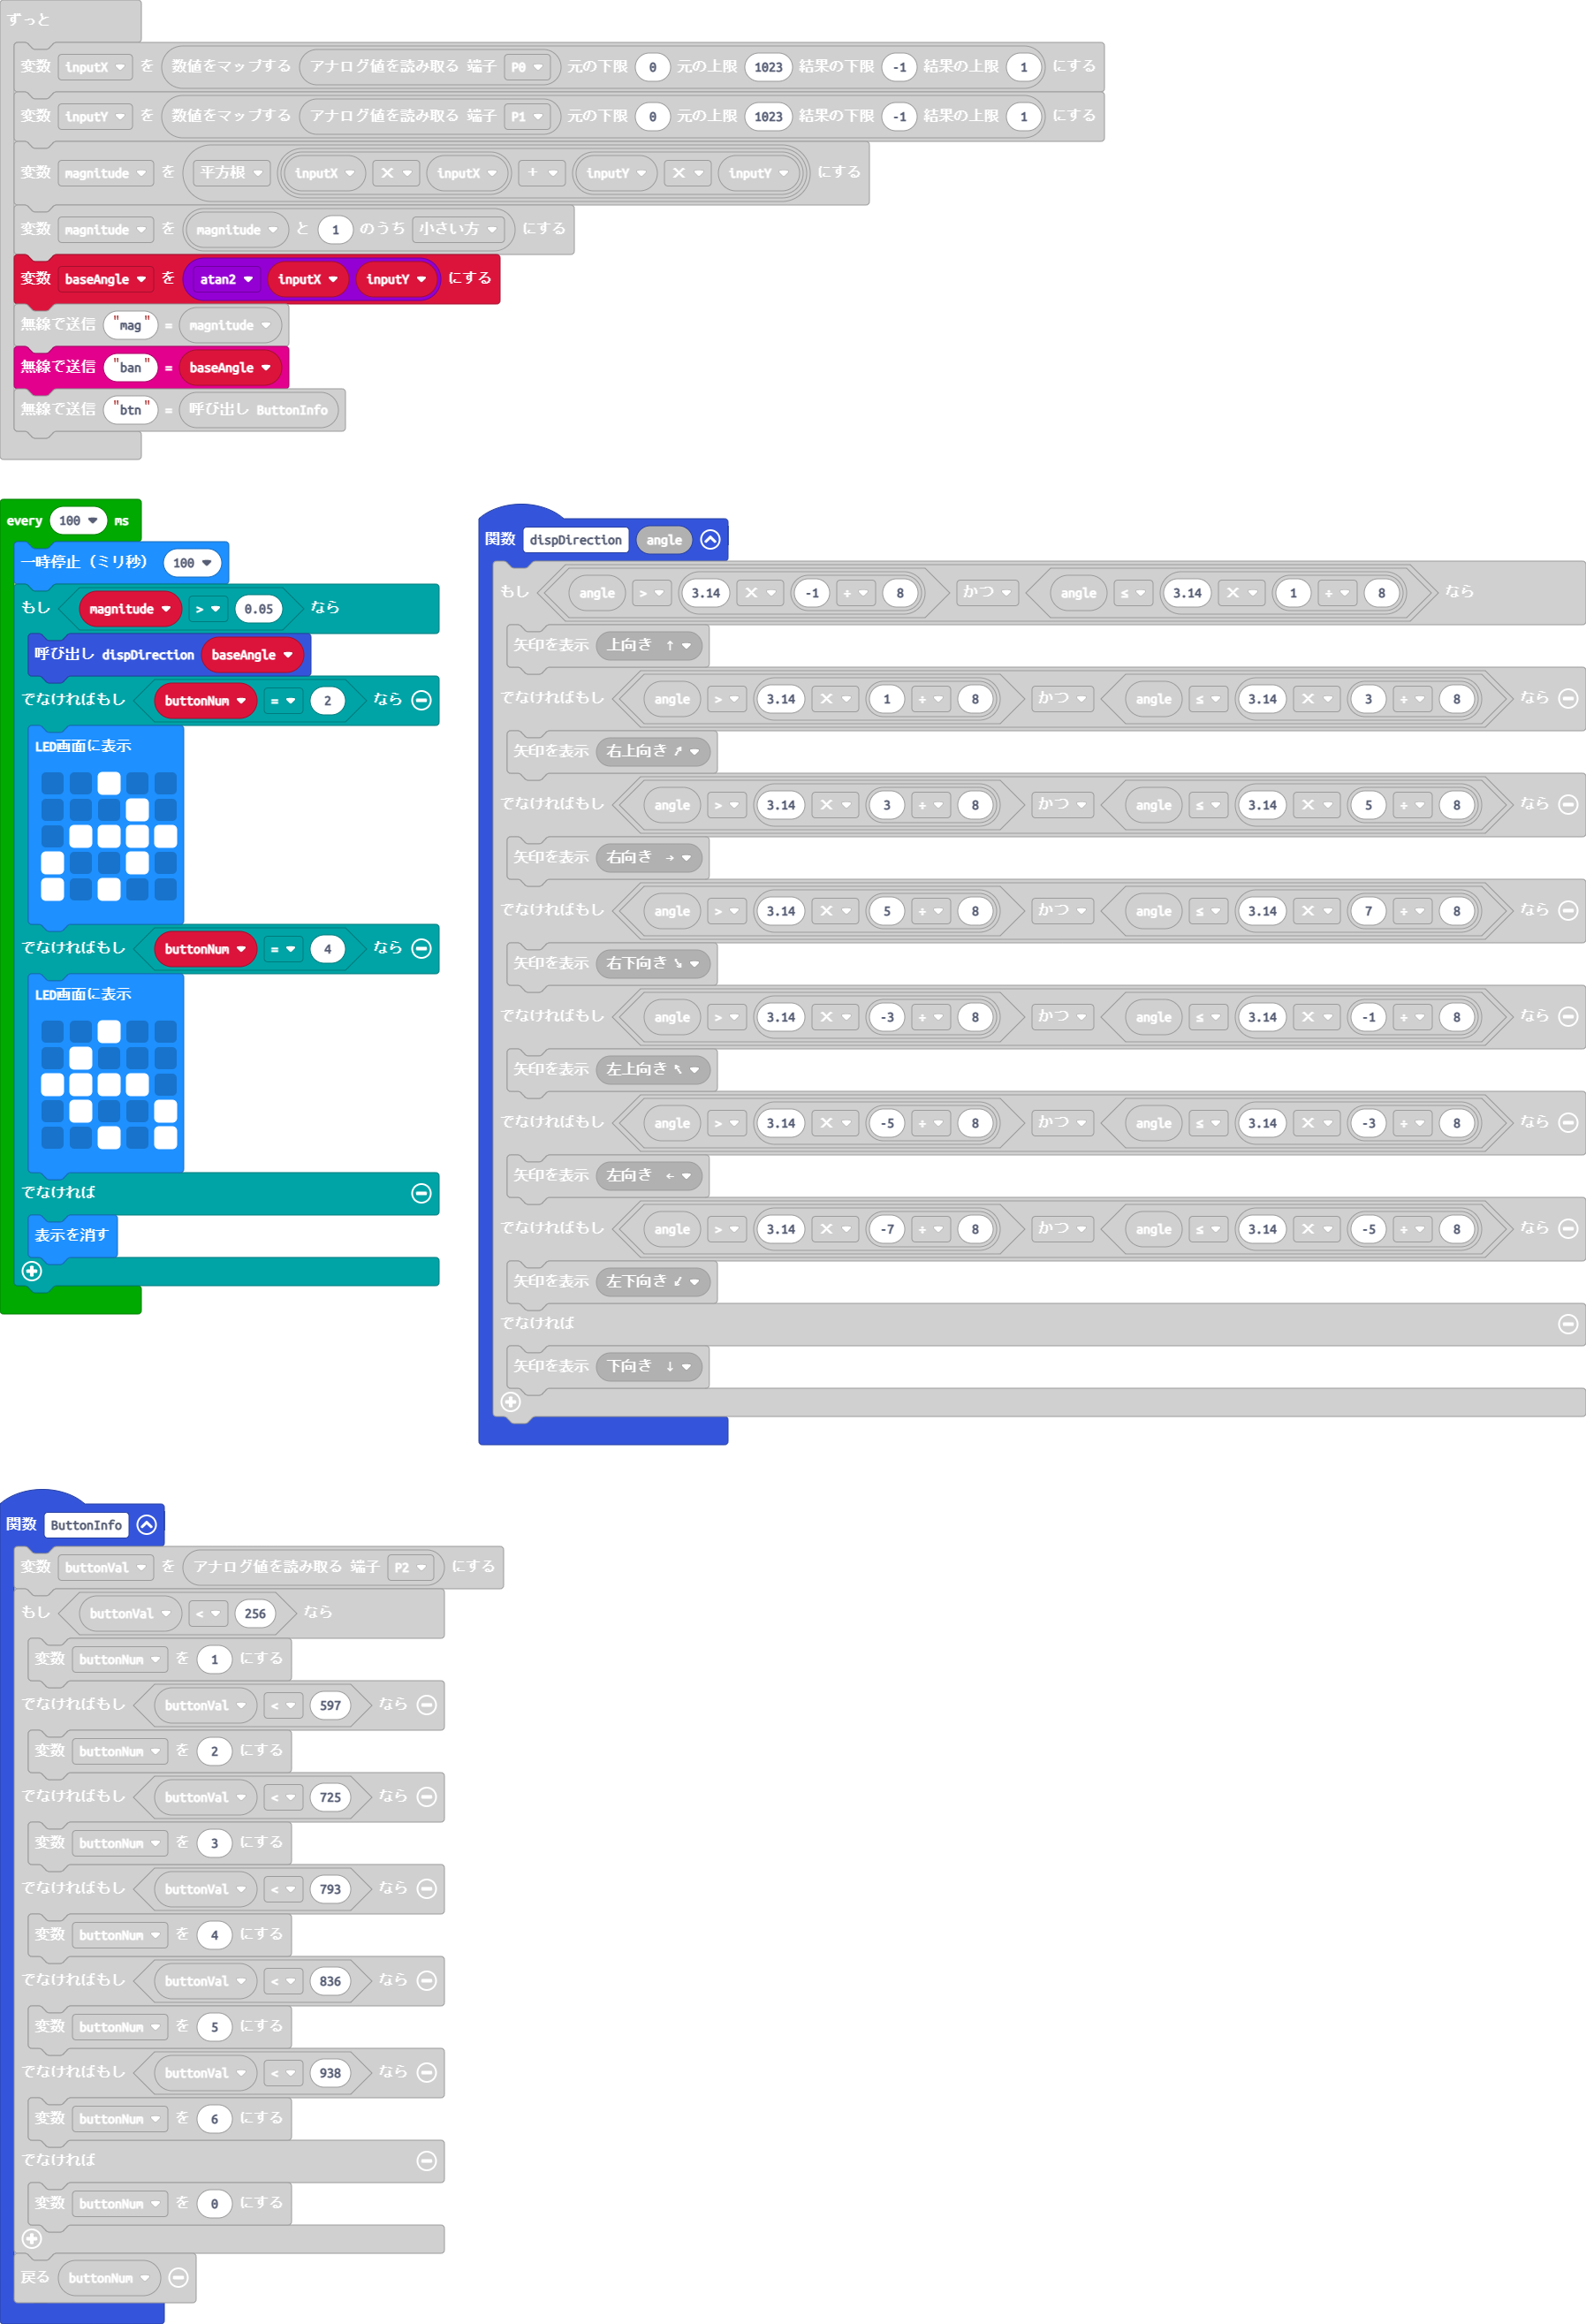 ずっと
変数 inputX を 数値をマップする アナログ値を読み取る 端子 P0 元の下限 0 元の上限 1023 結果の下限 -1 結果の上限 1 にする
変数 inputY を 数値をマップする アナログ値を読み取る 端子 P1 元の下限 0 元の上限 1023 結果の下限 -1 結果の上限 1 にする
変数 magnitude を 平方根 inputX × inputX + inputY × inputY にする
変数 magnitude を magnitude と 1 のうち 小さい方 にする
変数 baseAngle を atan2 inputX inputY にする
無線で送信 "mag" = magnitude
無線で送信 "ban" = baseAngle
無線で送信 "btn" = 呼び出し ButtonInfo
every 100 ms
一時停止（ミリ秒） 100
もし magnitude > 0.05 なら
呼び出し dispDirection baseAngle
でなければもし buttonNum = 2 なら
LED画面に表示
でなければもし buttonNum = 4 なら
LED画面に表示
でなければ
表示を消す
関数 dispDirection angle
もし angle > 3.14 × -1 ÷ 8 かつ angle ≤ 3.14 × 1 ÷ 8 なら
矢印を表示 上向き ↑
でなければもし angle > 3.14 × 1 ÷ 8 かつ angle ≤ 3.14 × 3 ÷ 8 なら
矢印を表示 右上向き ↗
でなければもし angle > 3.14 × 3 ÷ 8 かつ angle ≤ 3.14 × 5 ÷ 8 なら
矢印を表示 右向き →
でなければもし angle > 3.14 × 5 ÷ 8 かつ angle ≤ 3.14 × 7 ÷ 8 なら
矢印を表示 右下向き ↘
でなければもし angle > 3.14 × -3 ÷ 8 かつ angle ≤ 3.14 × -1 ÷ 8 なら
矢印を表示 左上向き ↖
でなければもし angle > 3.14 × -5 ÷ 8 かつ angle ≤ 3.14 × -3 ÷ 8 なら
矢印を表示 左向き ←
でなければもし angle > 3.14 × -7 ÷ 8 かつ angle ≤ 3.14 × -5 ÷ 8 なら
矢印を表示 左下向き ↙
でなければ
矢印を表示 下向き ↓
関数 ButtonInfo
変数 buttonVal を アナログ値を読み取る 端子 P2 にする
もし buttonVal < 256 なら
変数 buttonNum を 1 にする
でなければもし buttonVal < 597 なら
変数 buttonNum を 2 にする
でなければもし buttonVal < 725 なら
変数 buttonNum を 3 にする
でなければもし buttonVal < 793 なら
変数 buttonNum を 4 にする
でなければもし buttonVal < 836 なら
変数 buttonNum を 5 にする
でなければもし buttonVal < 938 なら
変数 buttonNum を 6 にする
でなければ
変数 buttonNum を 0 にする
戻る buttonNum